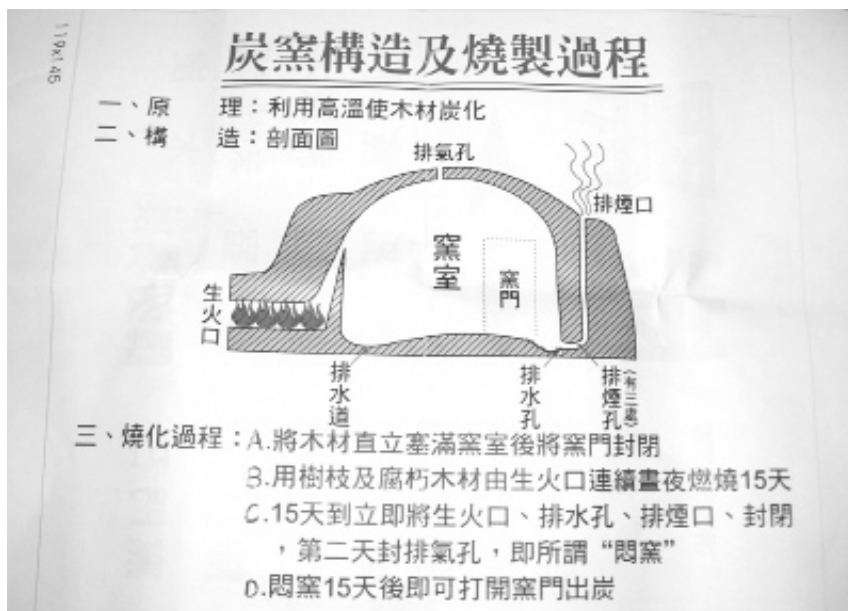 119x145
炭窯構造及燒製過程
一、原　理：利用高溫使木材炭化
二、構　造：剖面圖
排氣孔
排煙口
窯室
窯門
生火口
排水道
排水孔
排煙孔(有三處)
三、燒化過程：A.將木材直立塞滿窯室後將窯門封閉
B.用樹枝及腐朽木材由生火口連續晝夜燃燒15天
C.15天到立即將生火口、排水孔、排煙口、封閉
，第二天封排氣孔，即所謂“悶窯”
D.悶窯15天後即可打開窯門出炭